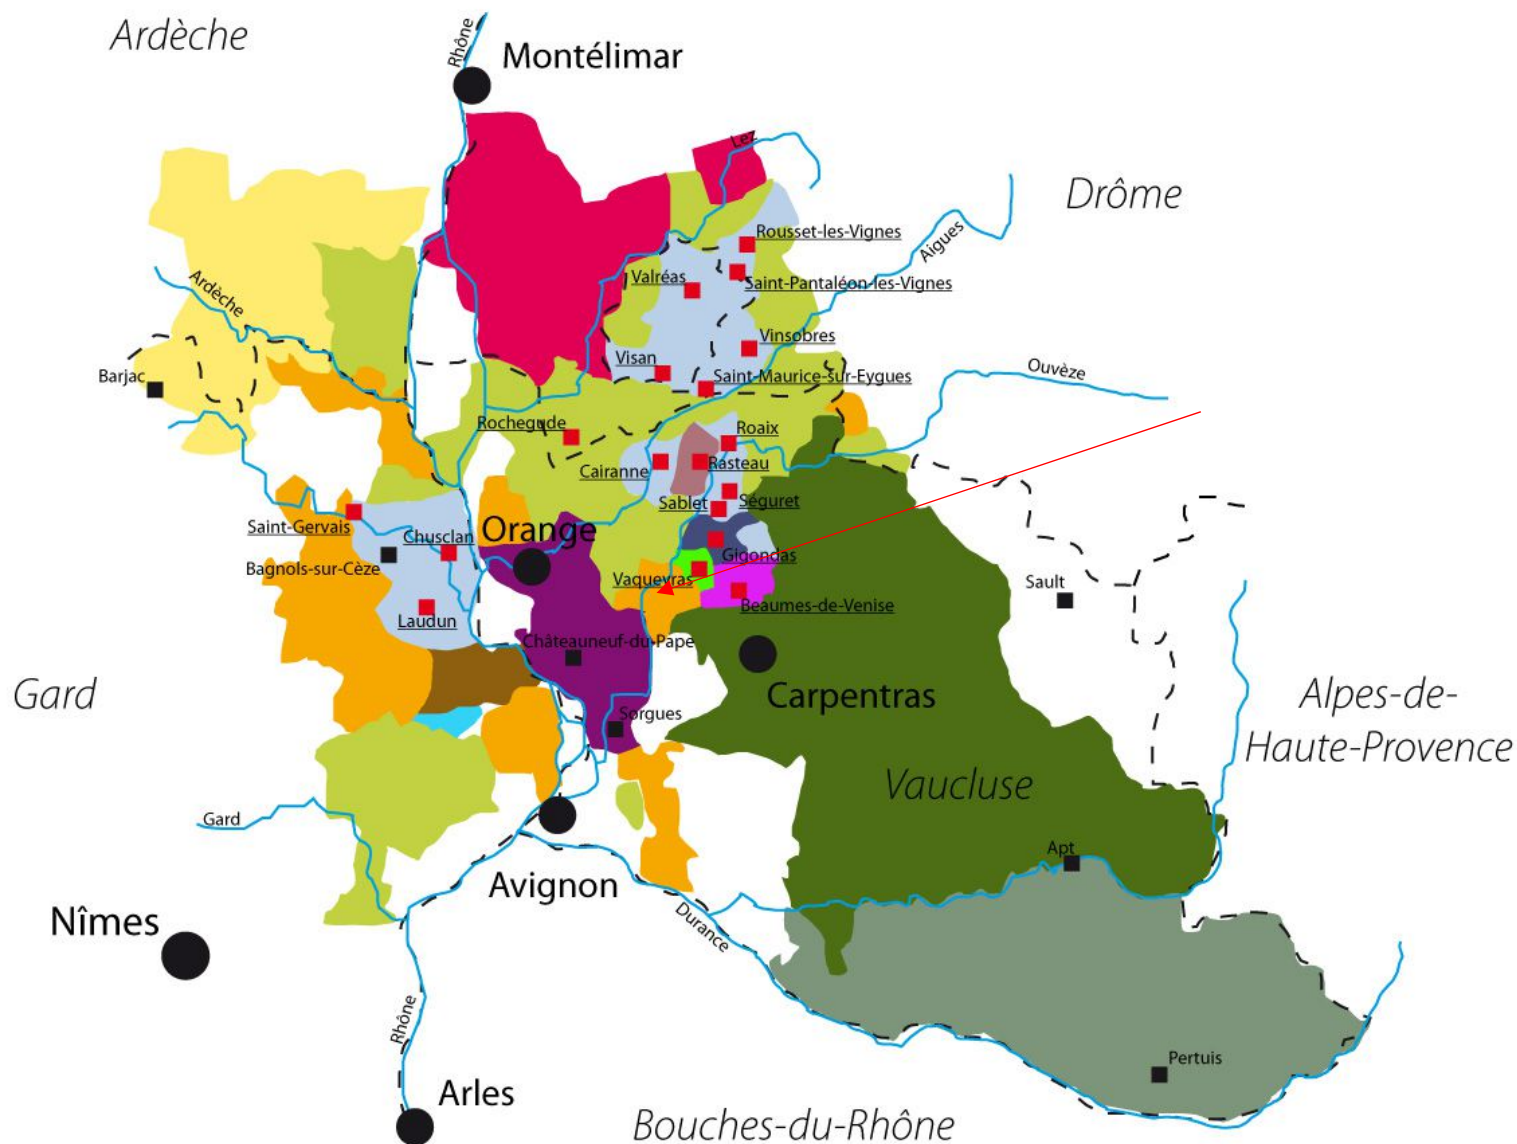 Ardèche
Rhône
Montélimar
Lez
Drôme
Rousset-les-Vignes
Aigues
Valréas
Saint-Pantaléon-les-Vignes
Ardèche
Vinsobres
Visan
Ouvèze
Barjac
Saint-Maurice-sur-Eygues
Rochegude
Roaix
Cairanne
Rasteau
Sablet
Séguret
Saint-Gervais
Chusclan
Orange
Gigondas
Bagnols-sur-Cèze
Vaqueyras
Sault
Beaumes-de-Venise
Laudun
Châteauneuf-du-Pape
Gard
Carpentras
Alpes-de-
Haute-Provence
Sorgues
Vaucluse
Gard
Apt
Avignon
Nîmes
Durance
Rhône
Pertuis
Arles
Bouches-du-Rhône